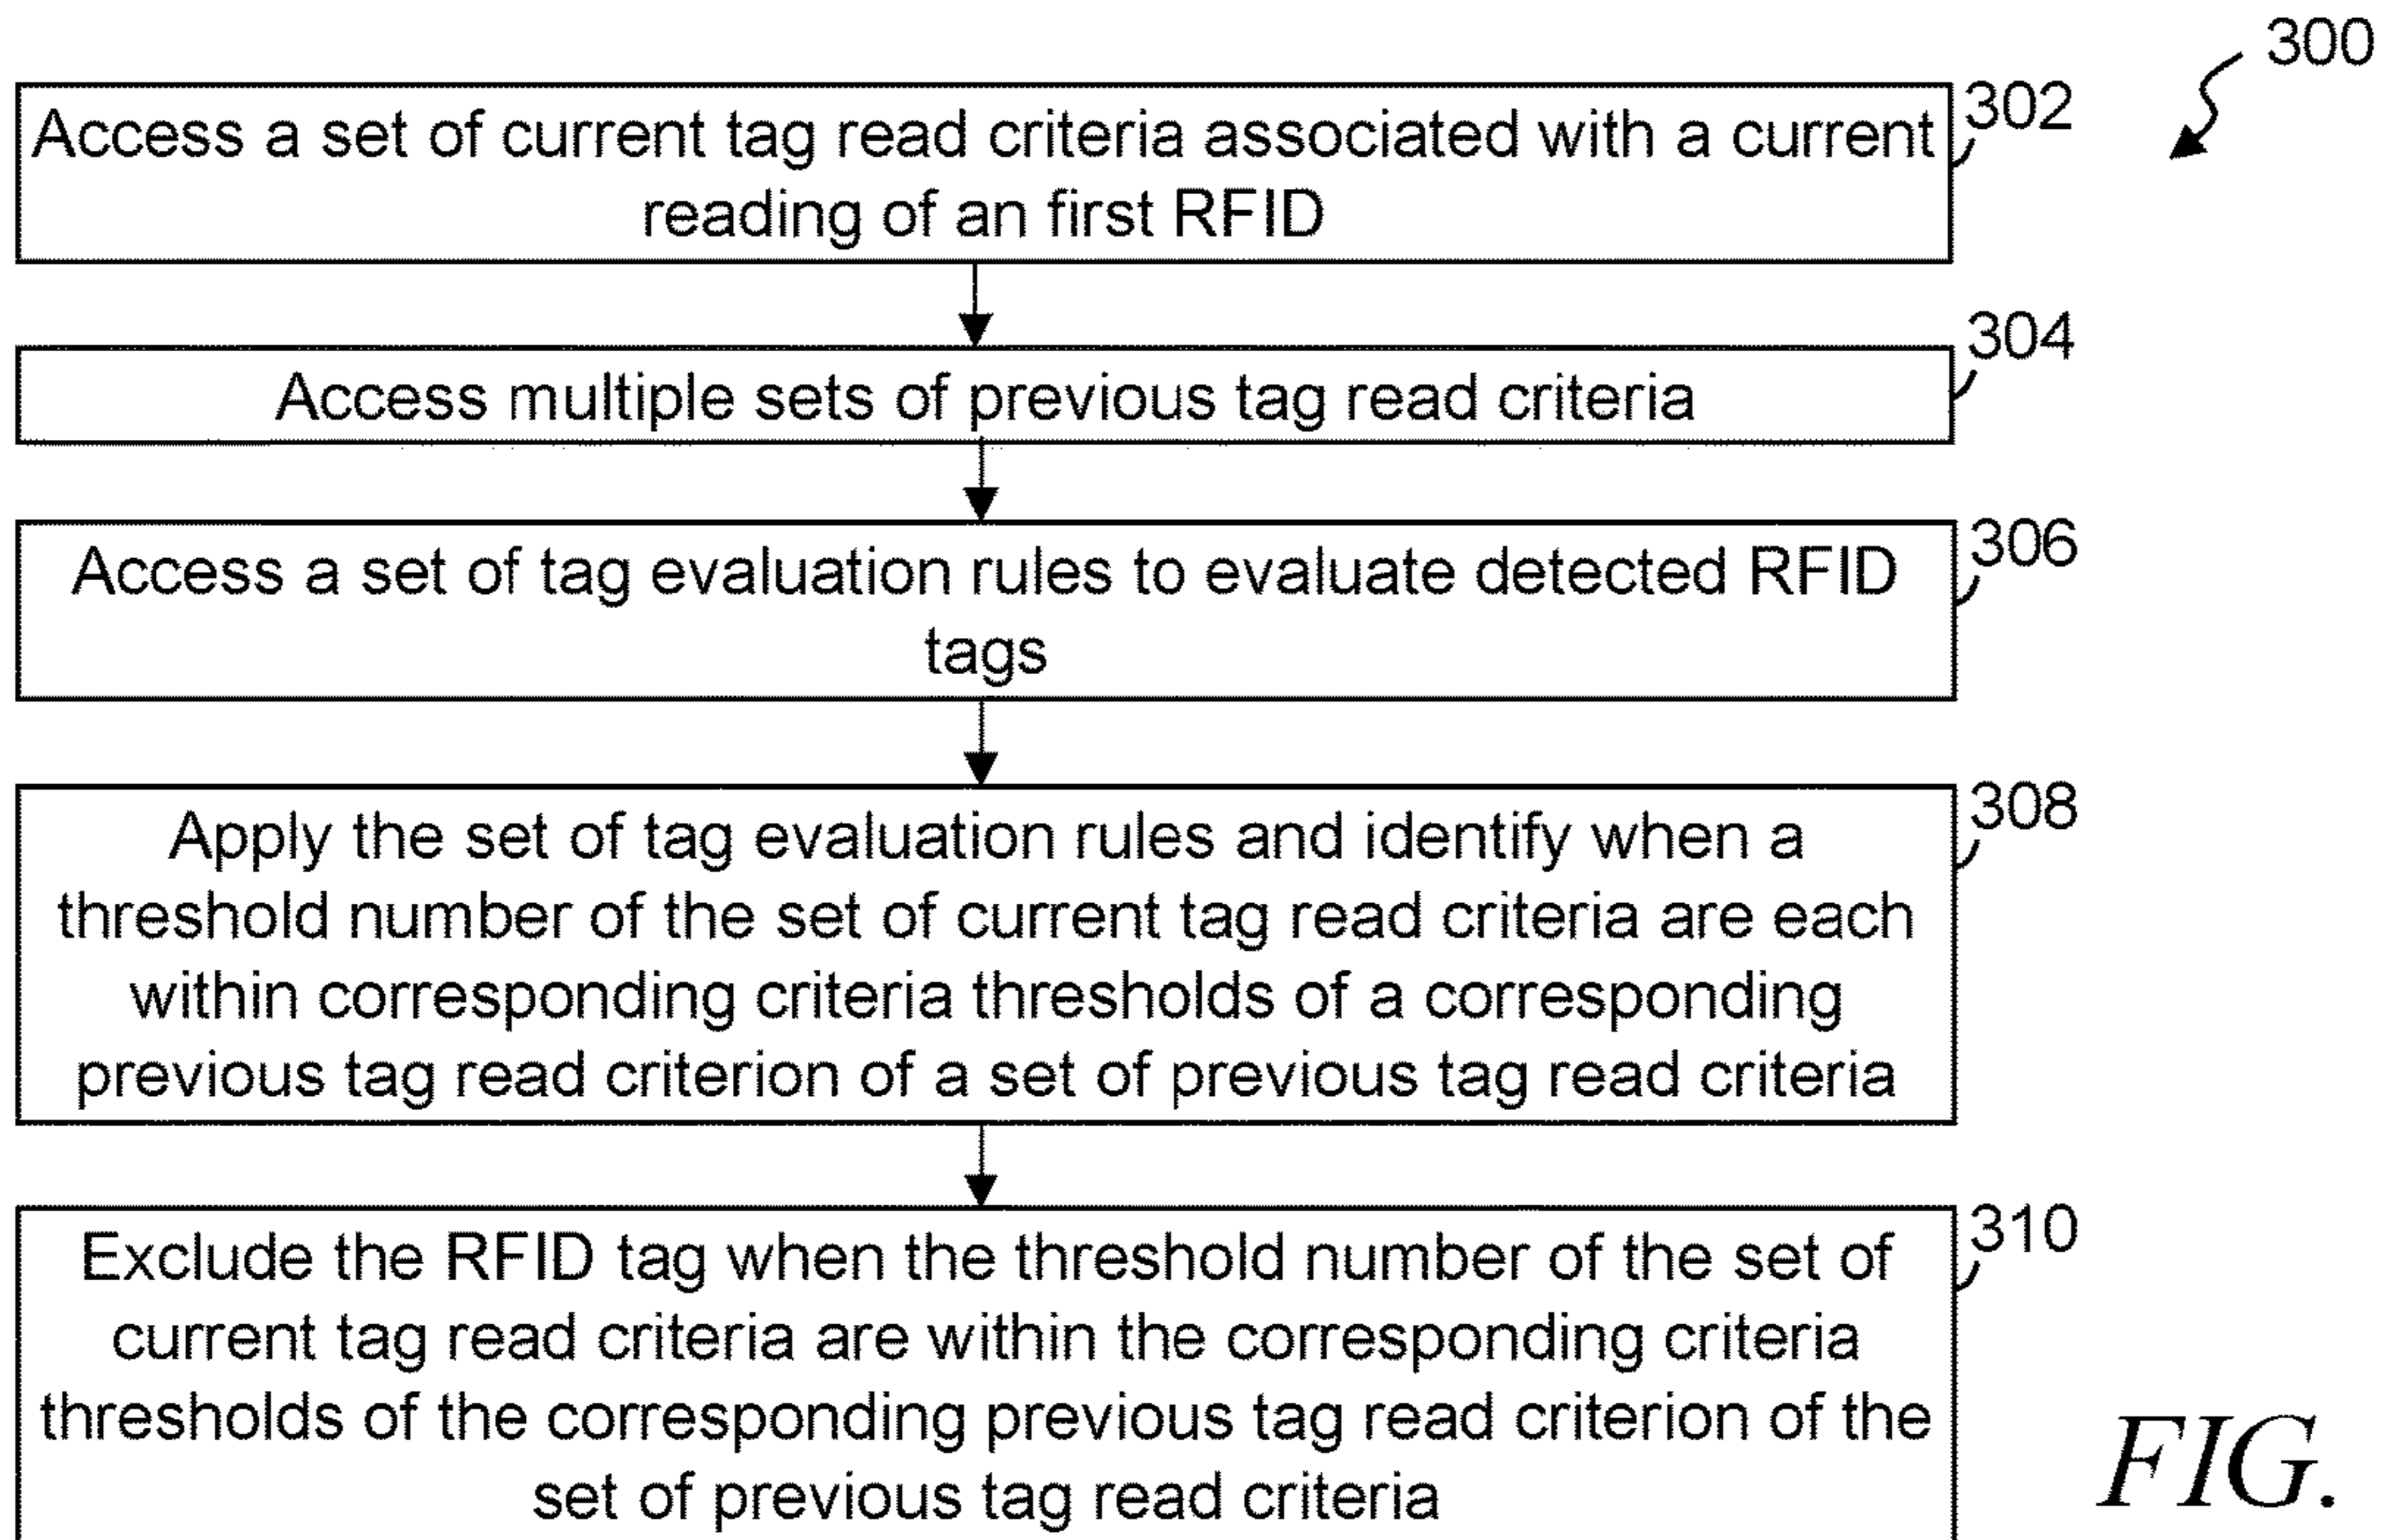 300
302
Access a set of current tag read criteria associated with a current
reading of an first RFID
304
Access multiple sets of previous tag read criteria
306
Access a set of tag evaluation rules to evaluate detected RFID
tags
308
Apply the set of tag evaluation rules and identify when a
threshold number of the set of current tag read criteria are each
within corresponding criteria thresholds of a corresponding
previous tag read criterion of a set of previous tag read criteria
310
Exclude the RFID tag when the threshold number of the set of
current tag read criteria are within the corresponding criteria
thresholds of the corresponding previous tag read criterion of the
set of previous tag read criteria
FIG.